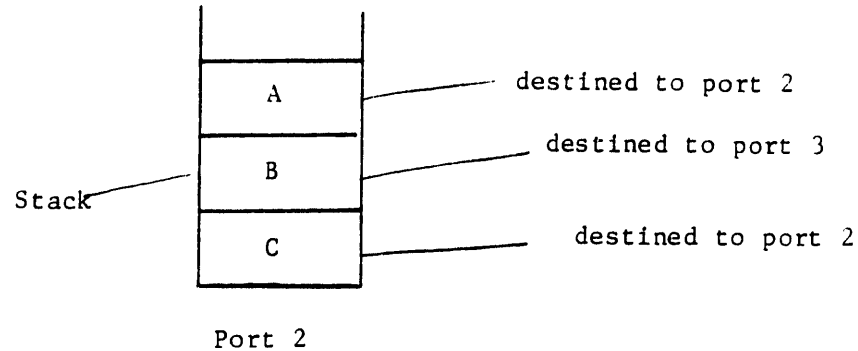 A
destined to port 2
B
destined to port 3
Stack
C
destined to port 2
Port 2